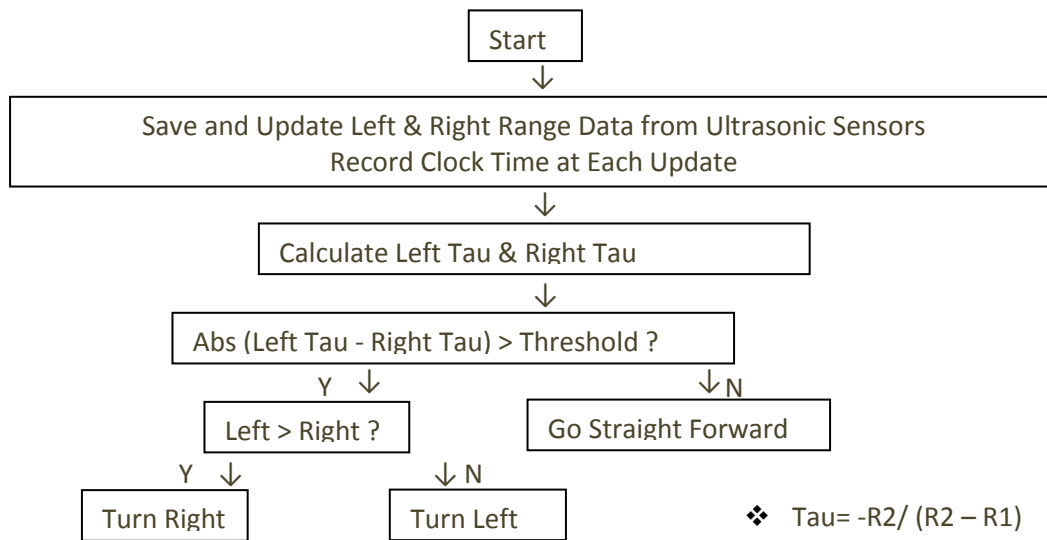 Start
Save and Update Left & Right Range Data from Ultrasonic Sensors
Record Clock Time at Each Update
Calculate Left Tau & Right Tau
Abs (Left Tau - Right Tau) > Threshold ?
Y
N
Left > Right ?
Go Straight Forward
Y
N
Turn Right
Turn Left
❖ Tau= -R2/ (R2 – R1)